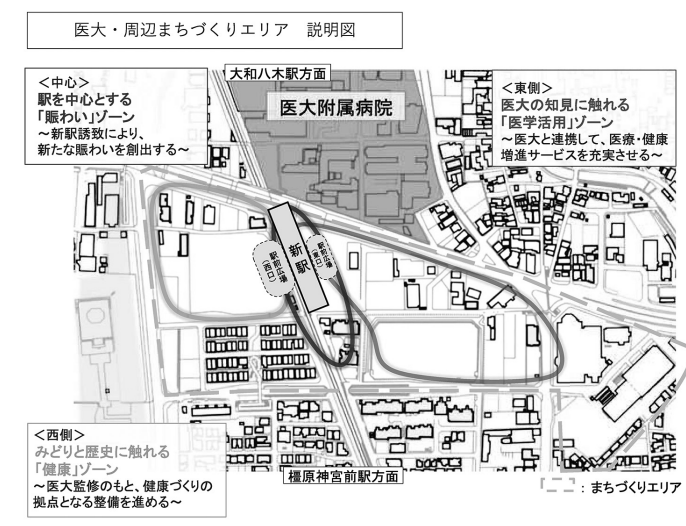 医大・周辺まちづくりエリア　説明図
＜中心＞
駅を中心とする
「賑わい」ゾーン
～新駅誘致により、
新たな賑わいを創出する～
大和八木駅方面
医大附属病院
＜東側＞
医大の知見に触れる
「医学活用」ゾーン
～医大と連携して、医療・健康
増進サービスを充実させる～
駅前広場
（西口）
新駅
駅前広場
（東口）
＜西側＞
みどりと歴史に触れる
「健康」ゾーン
～医大監修のもと、健康づくりの
拠点となる整備を進める～
橿原神宮前駅方面
：まちづくりエリア